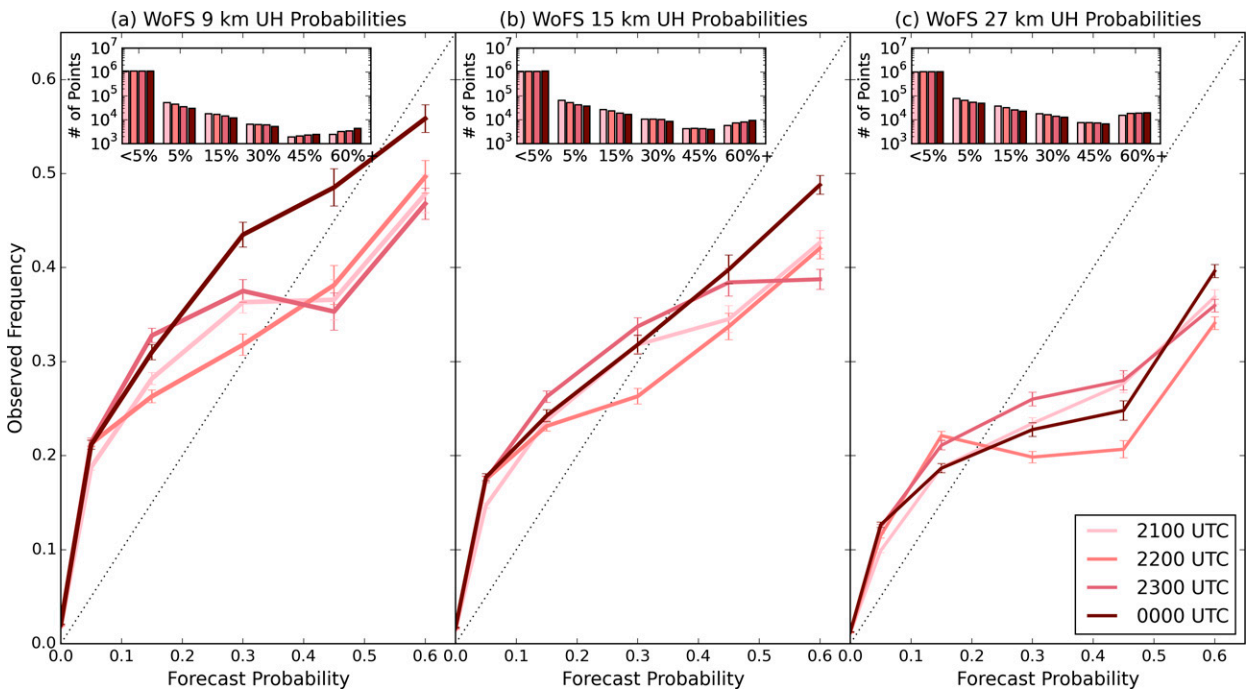 (a) WoFS 9 km UH Probabilities
(b) WoFS 15 km UH Probabilities
(c) WoFS 27 km UH Probabilities
# of Points
10^7
10^6
10^5
10^4
10^3
<5% 5% 15% 30% 45% 60%+
# of Points
10^7
10^6
10^5
10^4
10^3
<5% 5% 15% 30% 45% 60%+
# of Points
10^7
10^6
10^5
10^4
10^3
<5% 5% 15% 30% 45% 60%+
Observed Frequency
0.6
0.5
0.4
0.3
0.2
0.1
0.0
0.0 0.1 0.2 0.3 0.4 0.5 0.6
Forecast Probability
0.0 0.1 0.2 0.3 0.4 0.5 0.6
Forecast Probability
0.0 0.1 0.2 0.3 0.4 0.5 0.6
Forecast Probability
2100 UTC
2200 UTC
2300 UTC
0000 UTC